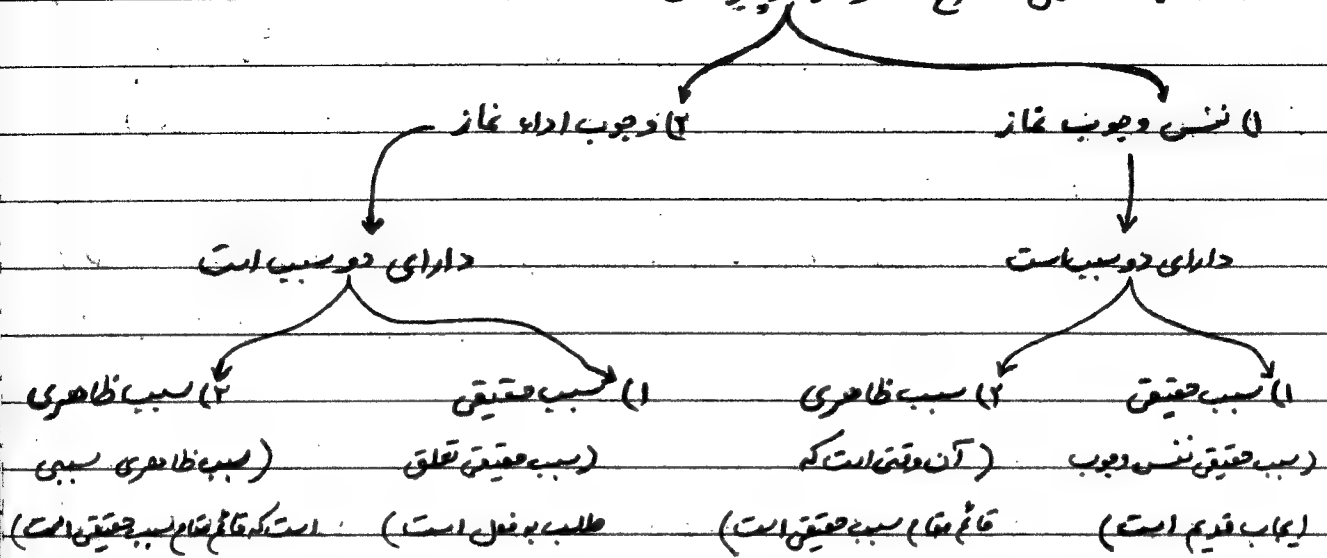 ۱) نفس وجوب نماز
۲) وجوب اداء نماز
دارای دو سبب است
دارای دو سبب است
۱) سبب حقیقی
(سبب حقیقی نفس وجوب
ایجاب قدیم است)
۲) سبب ظاهری
(آن وقتی است که
قائم مقام سبب حقیقی است)
۱) سبب حقیقی
(سبب حقیقی تعلق
طلب به فعل است)
۲) سبب ظاهری
(سبب ظاهری سببی
است که قائم مقام سبب حقیقی است)